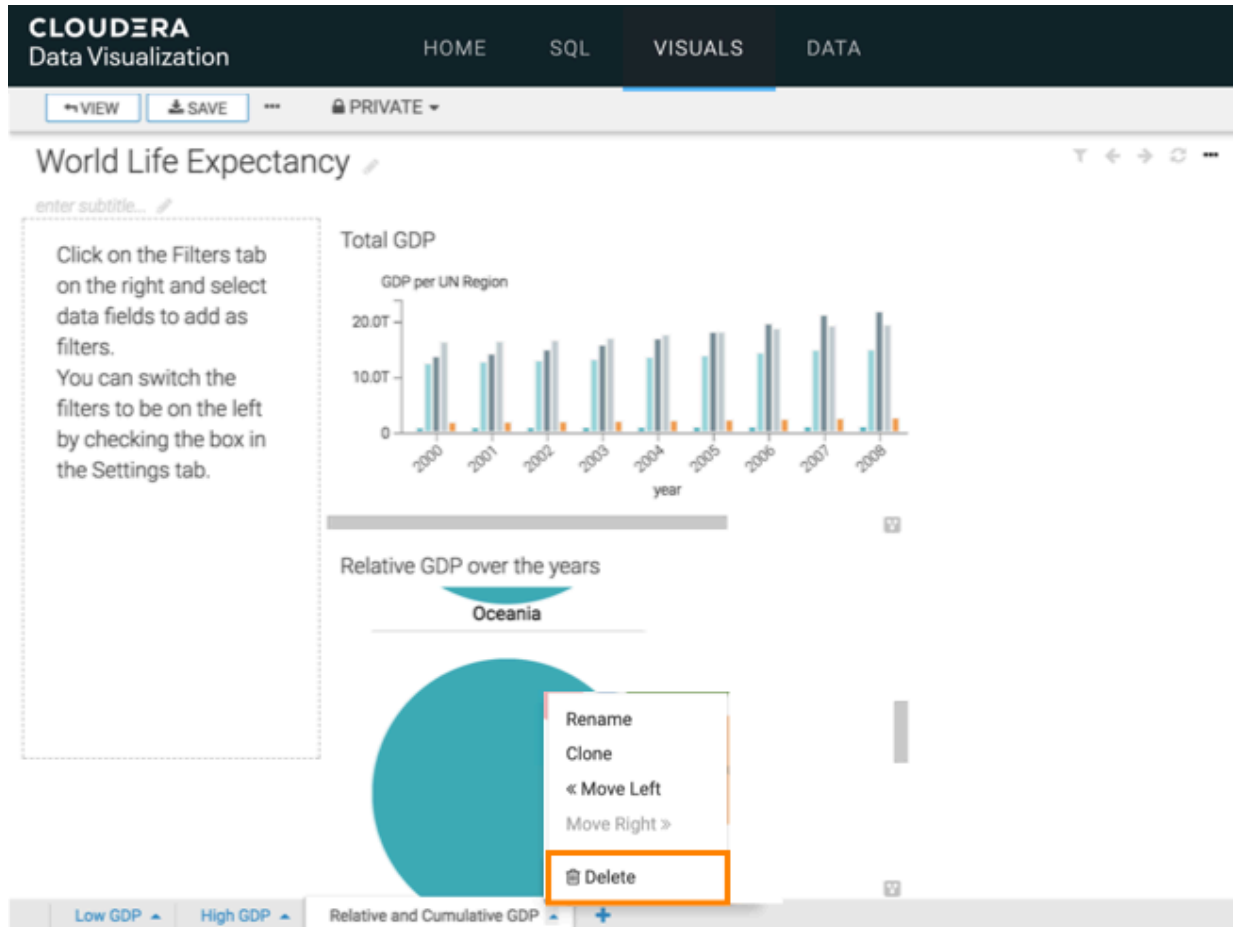 CLOUDERA
Data Visualization
HOME
SQL
VISUALS
DATA
VIEW
SAVE
PRIVATE
World Life Expectancy
enter subtitle...
Click on the Filters tab
on the right and select
data fields to add as
filters.
You can switch the
filters to be on the left
by checking the box in
the Settings tab.
Total GDP
GDP per UN Region
20.0T
10.0T
0
2000
2001
2002
2003
2004
2005
2006
2007
2008
year
Relative GDP over the years
Oceania
Rename
Clone
« Move Left
Move Right »
Delete
Low GDP
High GDP
Relative and Cumulative GDP
+